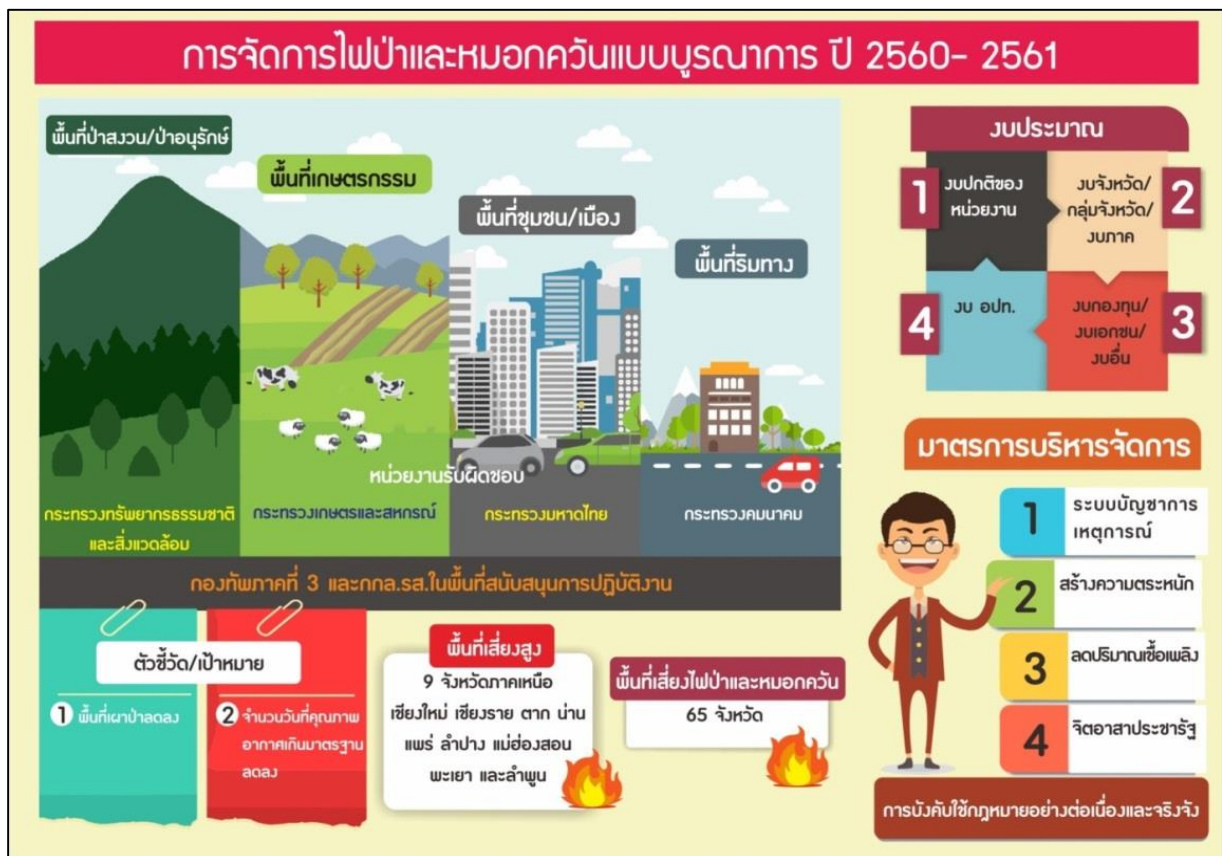 การจัดการไฟป่าและหมอกควันแบบบูรณาการ ปี 2560- 2561
พื้นที่ป่าสงวน/ป่าอนุรักษ์
พื้นที่เกษตรกรรม
พื้นที่ชุมชน/เมือง
พื้นที่ริมทาง
หน่วยงานรับผิดชอบ
กระทรวงทรัพยากรธรรมชาติ
และสิ่งแวดล้อม
กระทรวงเกษตรและสหกรณ์
กระทรวงมหาดไทย
กระทรวงคมนาคม
กองทัพภาคที่ 3 และกกล.รส.ในพื้นที่สนับสนุนการปฏิบัติงาน
ตัวชี้วัด/เป้าหมาย
1 พื้นที่เผาป่าลดลง
2 จำนวนวันที่คุณภาพ
อากาศเกินมาตรฐาน
ลดลง
พื้นที่เสี่ยงสูง
9 จังหวัดภาคเหนือ
เชียงใหม่ เชียงราย ตาก น่าน
แพร่ ลำปาง แม่ฮ่องสอน
พะเยา และลำพูน
พื้นที่เสี่ยงไฟป่าและหมอกควัน
65 จังหวัด
งบประมาณ
1
งบปกติของ
หน่วยงาน
งบจังหวัด/
กลุ่มจังหวัด/
งบภาค
2
งบกองทุน/
งบเอกชน/
งบอื่น
3
4
งบ อปท.
มาตรการบริหารจัดการ
1
ระบบบัญชาการ
เหตุการณ์
2 สร้างความตระหนัก
3 ลดปริมาณเชื้อเพลิง
4 จิตอาสาประชารัฐ
การบังคับใช้กฎหมายอย่างต่อเนื่องและจริงจัง